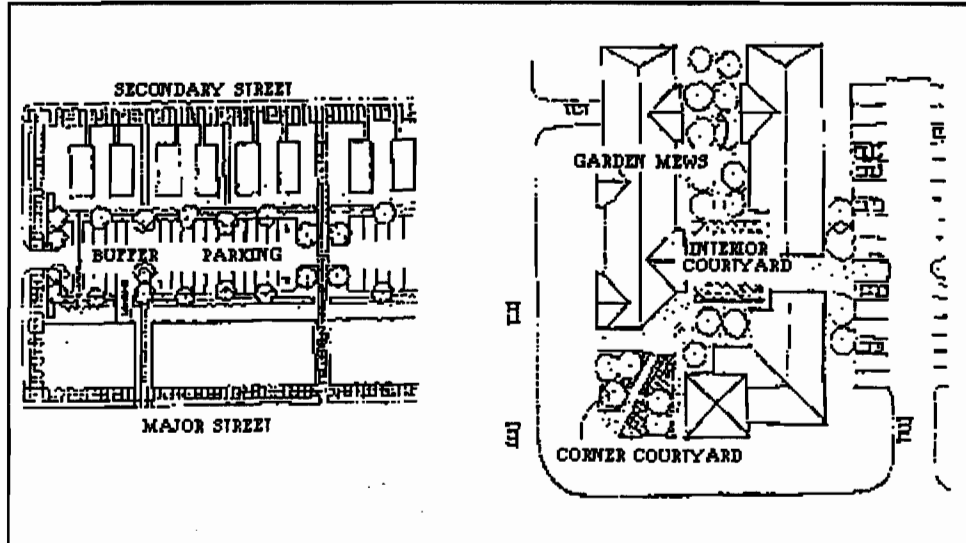 SECONDARY STREET
BUFFER PARKING
MAJOR STREET
GARDEN MEWS
INTERIOR
COURTYARD
CORNER COURTYARD